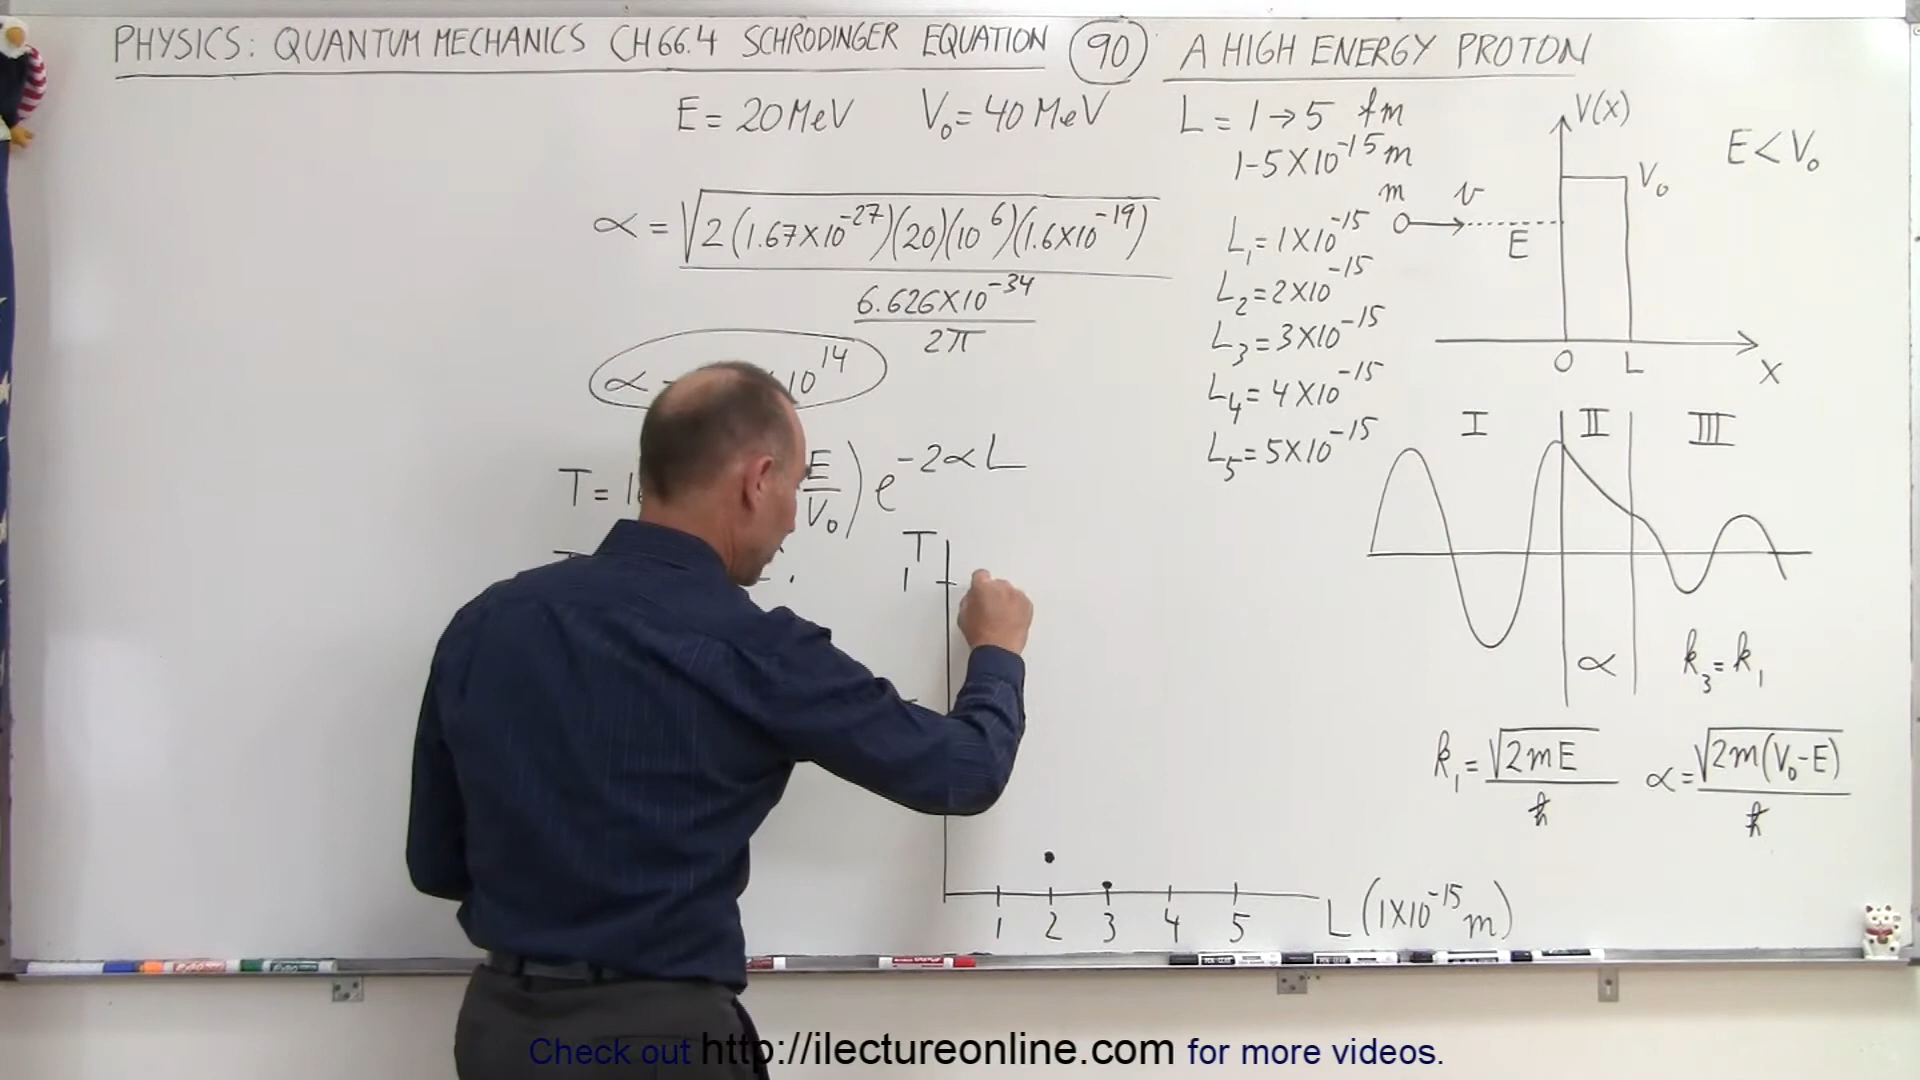 PHYSICS: QUANTUM MECHANICS CH 66.4 SCHRODINGER EQUATION 90 A HIGH ENERGY PROTON
E = 20 MeV V₀ = 40 MeV L = 1 → 5 fm
1-5 X10⁻¹⁵ m
α = √2(1.67X10⁻²⁷)(20)(10⁶)(1.6X10⁻¹⁹)
6.626X10⁻³⁴
2π
α 10¹⁴
T = E/V₀) e^-2αL
L₁ = 1X10⁻¹⁵
L₂ = 2X10⁻¹⁵
L₃ = 3X10⁻¹⁵
L₄ = 4X10⁻¹⁵
L₅ = 5X10⁻¹⁵
V(x)
E < V₀
V₀
m v
E
0 L x
I II III
α k₃ = k₁
k₁ = √2mE/ħ α = √2m(V₀-E)/ħ
T
1
1 2 3 4 5 L (1X10⁻¹⁵ m)
Check out http://ilectureonline.com for more videos.